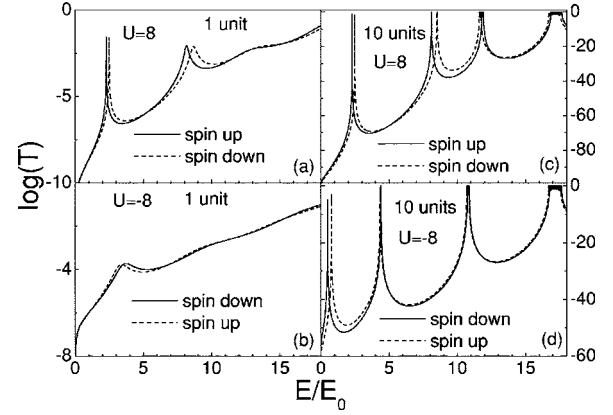 0
-5
-10
log(T)
U=8
1 unit
spin up
spin down
(a)
10 units
U=8
spin up
spin down
(c)
0
-20
-40
-60
-80
U=-8
1 unit
spin down
spin up
(b)
-4
-8
10 units
U=-8
spin down
spin up
(d)
0
-20
-40
-60
0 5 10 15
0 5 10 15
E/E0